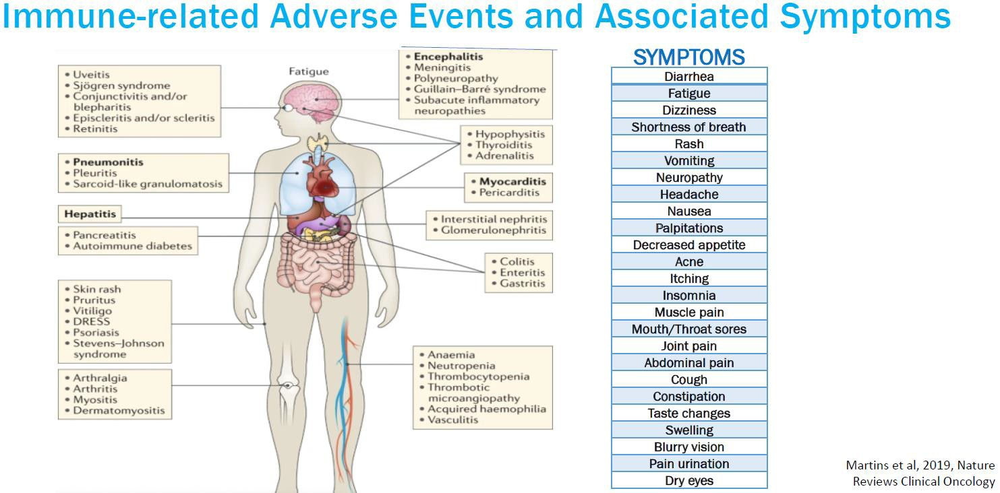 Immune-related Adverse Events and Associated Symptoms
Fatigue
• Uveitis
• Sjögren syndrome
• Conjunctivitis and/or
blepharitis
• Episcleritis and/or scleritis
• Retinitis
• Pneumonitis
• Pleuritis
• Sarcoid-like granulomatosis
Hepatitis
• Pancreatitis
• Autoimmune diabetes
• Skin rash
• Pruritus
• Vitiligo
• DRESS
• Psoriasis
• Stevens–Johnson
syndrome
• Arthralgia
• Arthritis
• Myositis
• Dermatomyositis
• Encephalitis
• Meningitis
• Polyneuropathy
• Guillain–Barré syndrome
• Subacute inflammatory
neuropathies
• Hypophysitis
• Thyroiditis
• Adrenalitis
• Myocarditis
• Pericarditis
• Interstitial nephritis
• Glomerulonephritis
• Colitis
• Enteritis
• Gastritis
• Anaemia
• Neutropenia
• Thrombocytopenia
• Thrombotic
microangiopathy
• Acquired haemophilia
• Vasculitis
SYMPTOMS
Diarrhea
Fatigue
Dizziness
Shortness of breath
Rash
Vomiting
Neuropathy
Headache
Nausea
Palpitations
Decreased appetite
Acne
Itching
Insomnia
Muscle pain
Mouth/Throat sores
Joint pain
Abdominal pain
Cough
Constipation
Taste changes
Swelling
Blurry vision
Pain urination
Dry eyes
Martins et al, 2019, Nature
Reviews Clinical Oncology